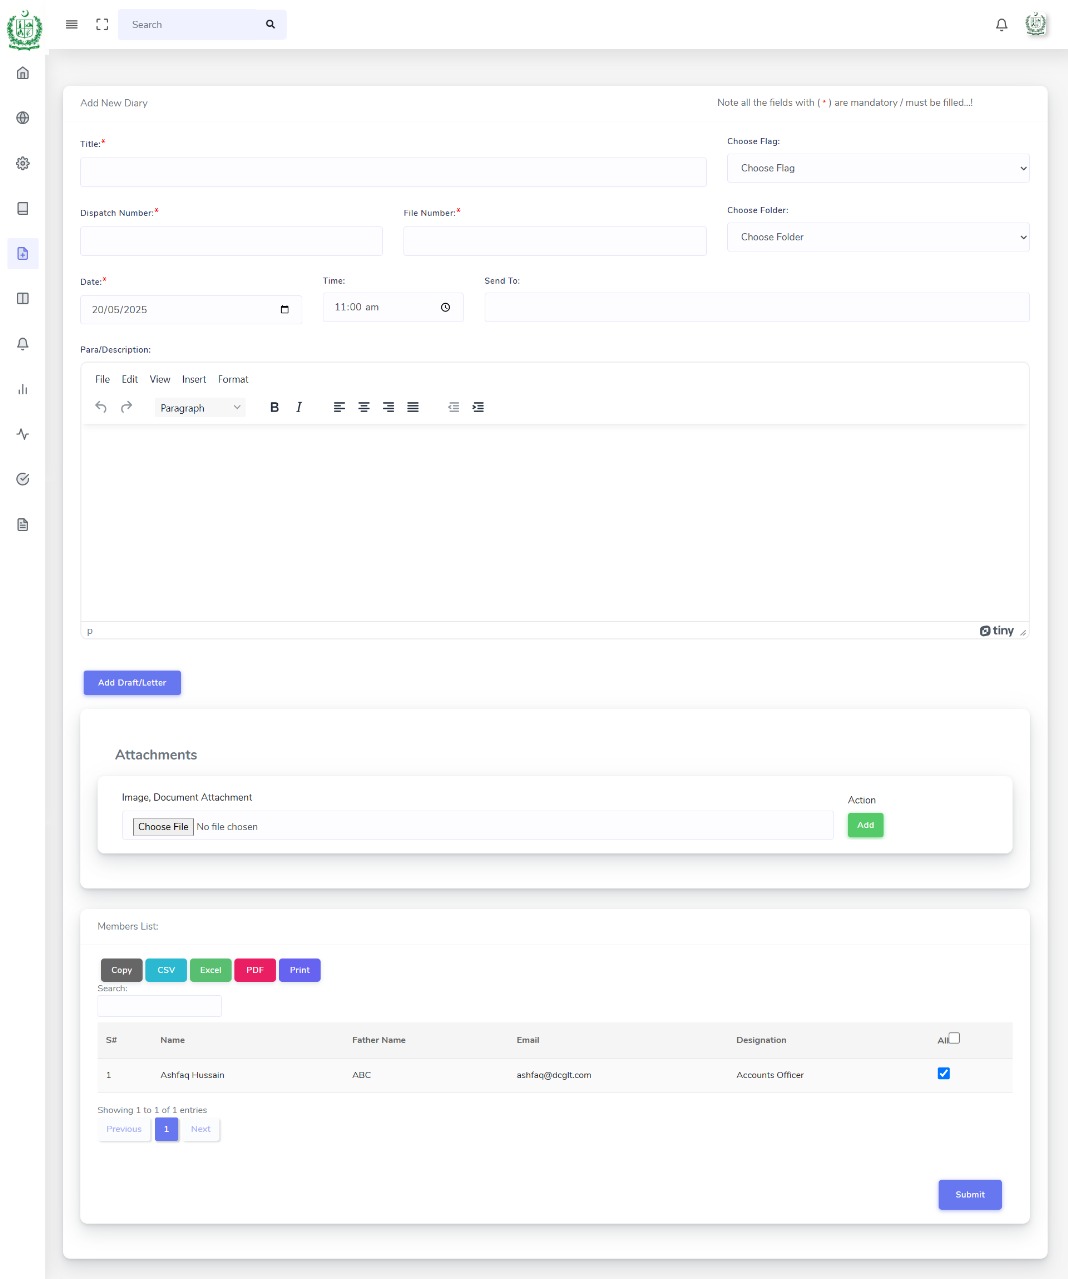 Search
Add New Diary
Note all the fields with ( * ) are mandatory / must be filled...!
Title:*
Choose Flag:
Choose Flag
Dispatch Number:*
File Number:*
Choose Folder:
Choose Folder
Date:*
Time:
Send To:
20/05/2025
11:00 am
Para/Description:
File Edit View Insert Format
Paragraph B I
p
tiny
Add Draft/Letter
Attachments
Image, Document Attachment
Action
Choose File No file chosen
Add
Members List:
Copy CSV Excel PDF Print
Search:
S# Name Father Name Email Designation All
1 Ashfaq Hussain ABC ashfaq@dcglt.com Accounts Officer
Showing 1 to 1 of 1 entries
Previous 1 Next
Submit